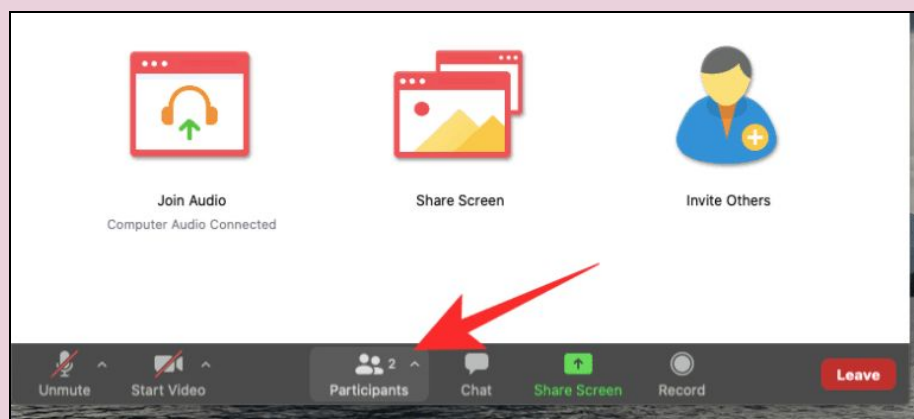 Join Audio
Computer Audio Connected
Share Screen
Invite Others
2
Unmute
Start Video
Participants
Chat
Share Screen
Record
Leave